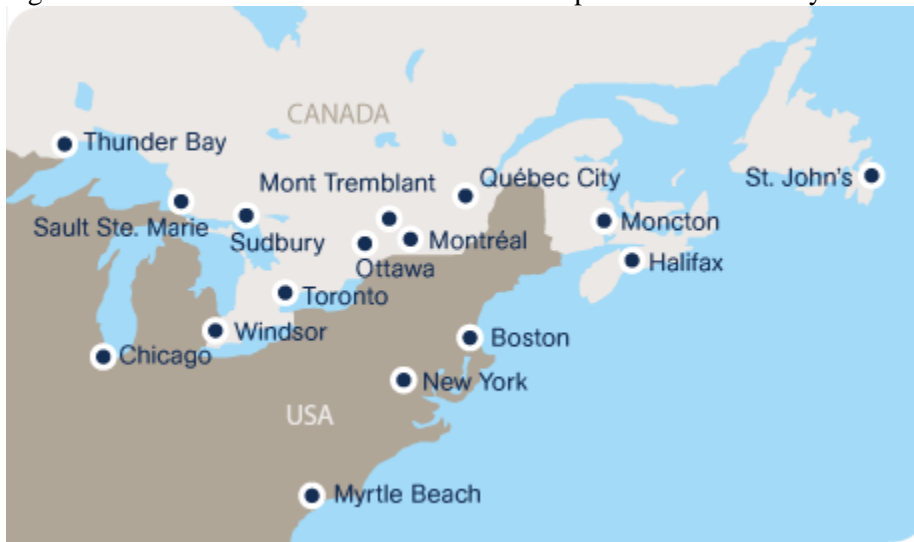 CANADA
Thunder Bay
Mont Tremblant
Québec City
St. John's
Sault Ste. Marie
Sudbury
Montréal
Moncton
Ottawa
Halifax
Toronto
Windsor
Boston
Chicago
New York
USA
Myrtle Beach